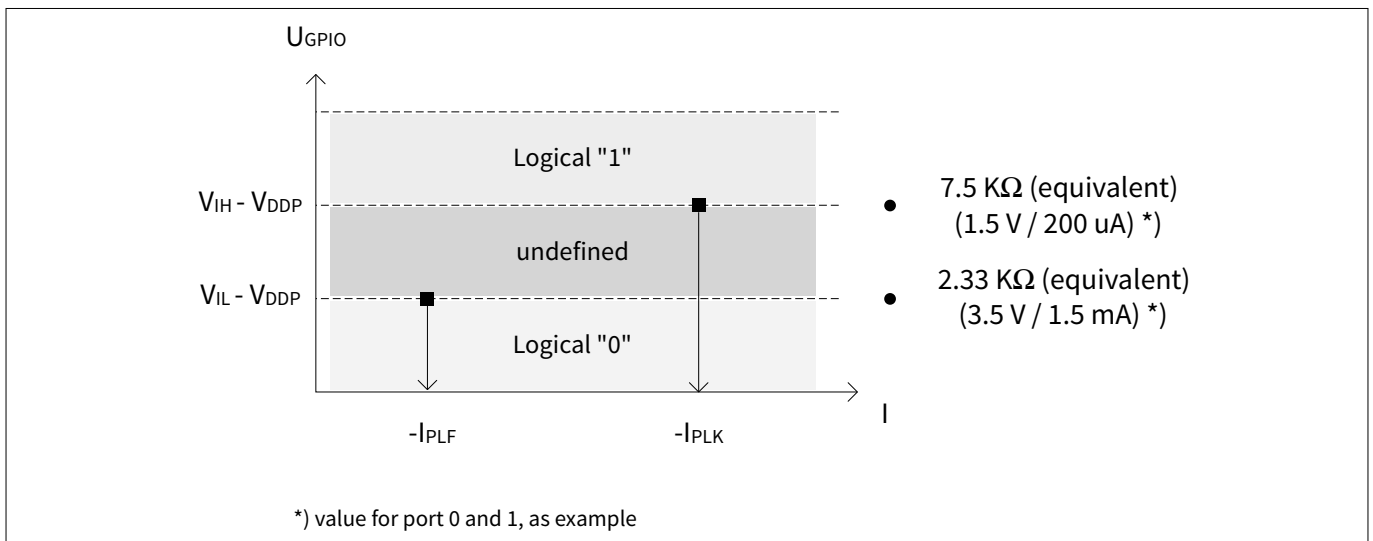 UGPIO
Logical "1"
VIH - VDDP
7.5 KΩ (equivalent)
(1.5 V / 200 uA) *)
undefined
VIL - VDDP
2.33 KΩ (equivalent)
(3.5 V / 1.5 mA) *)
Logical "0"
I
-IPLF
-IPLK
*) value for port 0 and 1, as example